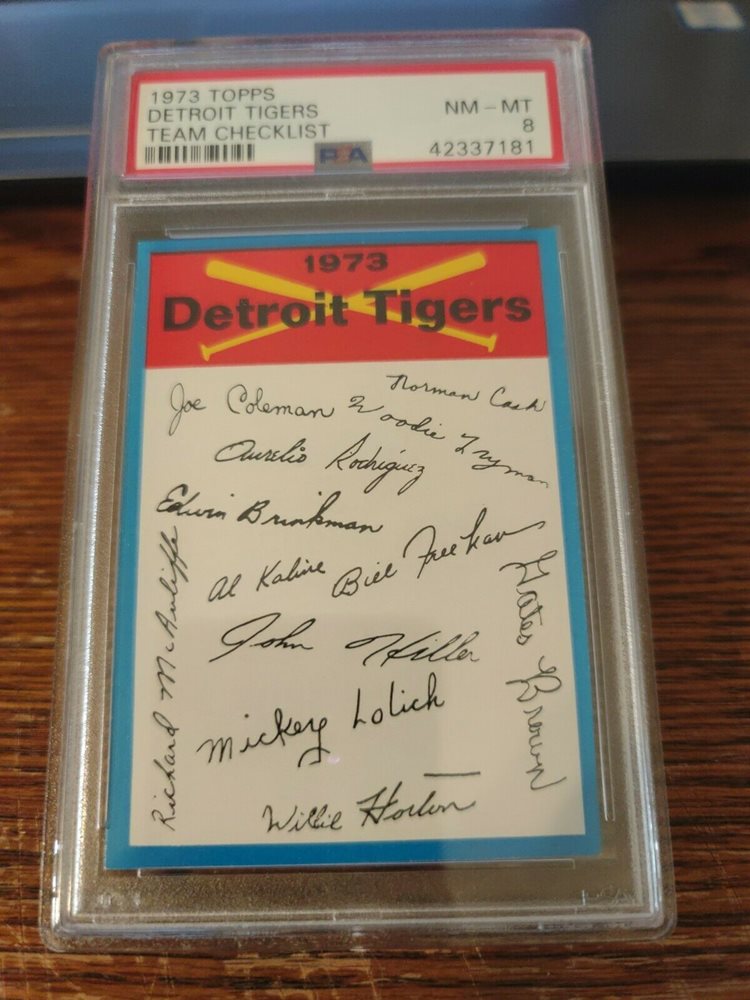 1973 TOPPS
DETROIT TIGERS NM - MT
TEAM CHECKLIST 8
PSA 42337181
1973
Detroit Tigers
Norman Cash
Joe Coleman
Woodie Fryman
Aurelio Rodriguez
Edwin Brinkman
Bill Freehan
Al Kaline
Gates Brown
John Hiller
Richard McAuliffe
Mickey Lolich
Willie Horton